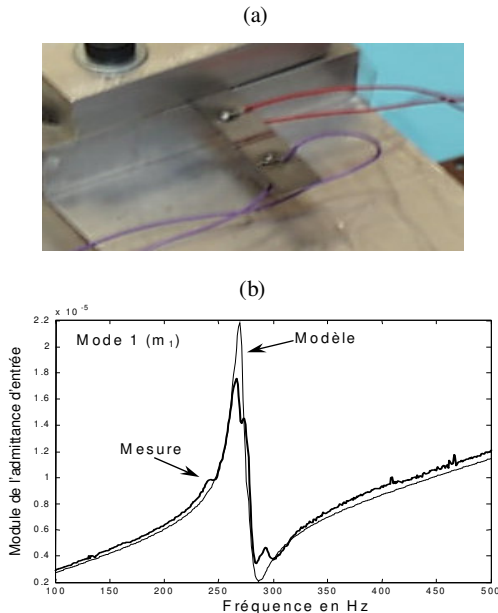 (a)
(b)
x 10 -5
2.2
2
1.8
1.6
1.4
1.2
1
0.8
0.6
0.4
0.2
Mode 1 (m1)
Modèle
Mesure
Module de l'admittance d'entrée
100 150 200 250 300 350 400 450 500
Fréquence en Hz